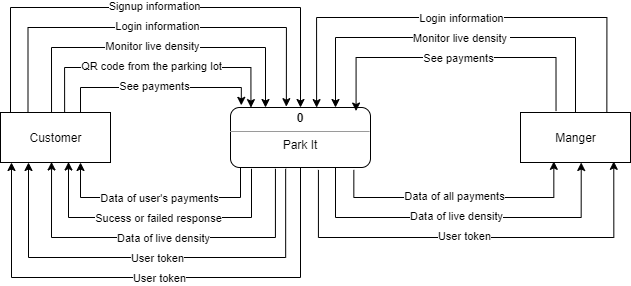 Signup information
Login information
Login information
Monitor live density
Monitor live density
QR code from the parking lot
See payments
See payments
0
Customer
Park It
Manger
Data of user's payments
Data of all payments
Sucess or failed response
Data of live density
Data of live density
User token
User token
User token